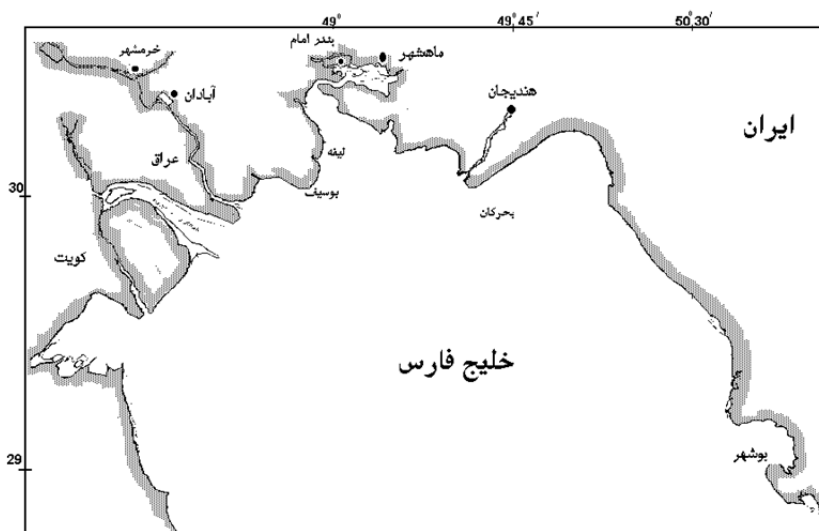 49° 49°,45′ 50°,30′
بندر امام
ماهشهر
خرمشهر
آبادان
هندیجان
ایران
لیفه
عراق
بوسیف
30
بحرکان
کویت
خلیج فارس
بوشهر
29